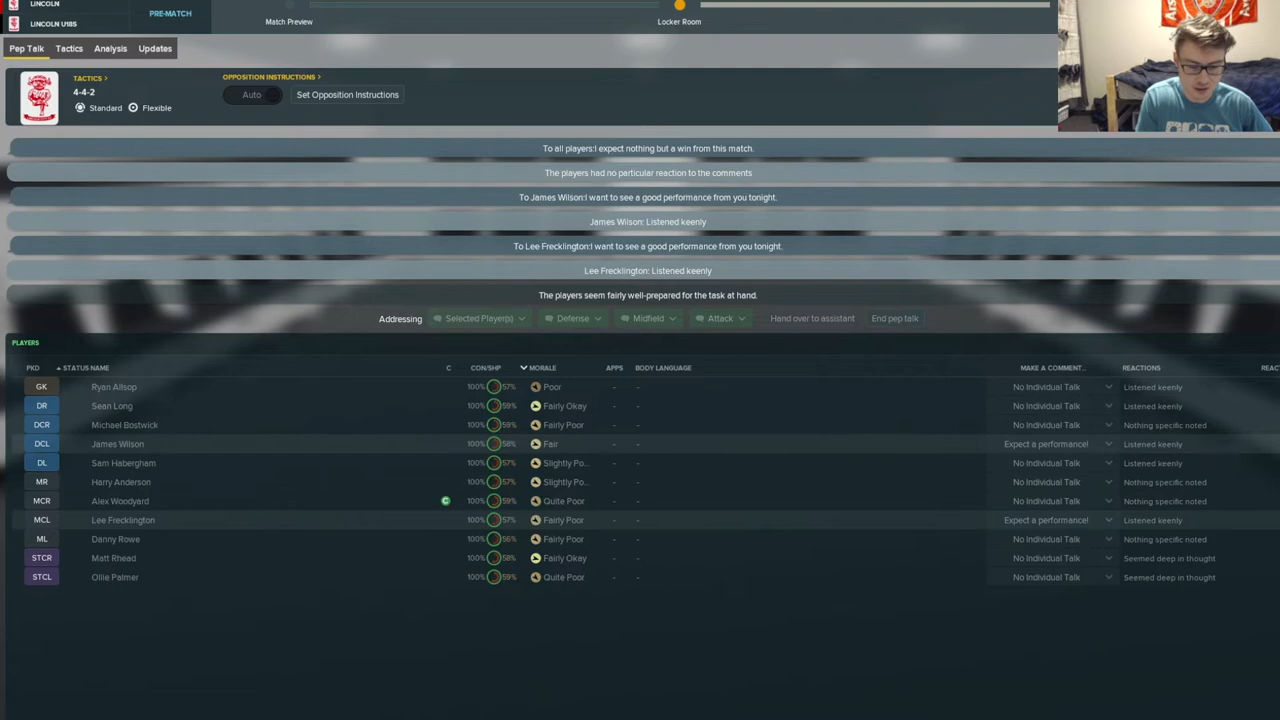 LINCOLN
LINCOLN U18S
PRE-MATCH
Match Preview
Locker Room
Pep Talk Tactics Analysis Updates
TACTICS >
4-4-2
Standard Flexible
OPPOSITION INSTRUCTIONS >
Auto Set Opposition Instructions
To all players:I expect nothing but a win from this match.
The players had no particular reaction to the comments
To James Wilson:I want to see a good performance from you tonight.
James Wilson: Listened keenly
To Lee Frecklington:I want to see a good performance from you tonight.
Lee Frecklington: Listened keenly
The players seem fairly well-prepared for the task at hand.
Addressing Selected Player(s) Defense Midfield Attack Hand over to assistant End pep talk
PLAYERS
PKD STATUS NAME C CON/SHP MORALE APPS BODY LANGUAGE MAKE A COMMENT... REACTIONS REAC
GK Ryan Allsop 100% 57% Poor - - No Individual Talk Listened keenly
DR Sean Long 100% 59% Fairly Okay - - No Individual Talk Listened keenly
DCR Michael Bostwick 100% 59% Fairly Poor - - No Individual Talk Nothing specific noted
DCL James Wilson 100% 58% Fair - - Expect a performance! Listened keenly
DL Sam Habergham 100% 57% Slightly Po... - - No Individual Talk Listened keenly
MR Harry Anderson 100% 57% Slightly Po... - - No Individual Talk Nothing specific noted
MCR Alex Woodyard C 100% 59% Quite Poor - - No Individual Talk Nothing specific noted
MCL Lee Frecklington 100% 57% Fairly Poor - - Expect a performance! Listened keenly
ML Danny Rowe 100% 56% Fairly Poor - - No Individual Talk Nothing specific noted
STCR Matt Rhead 100% 58% Fairly Okay - - No Individual Talk Seemed deep in thought
STCL Ollie Palmer 100% 59% Quite Poor - - No Individual Talk Seemed deep in thought